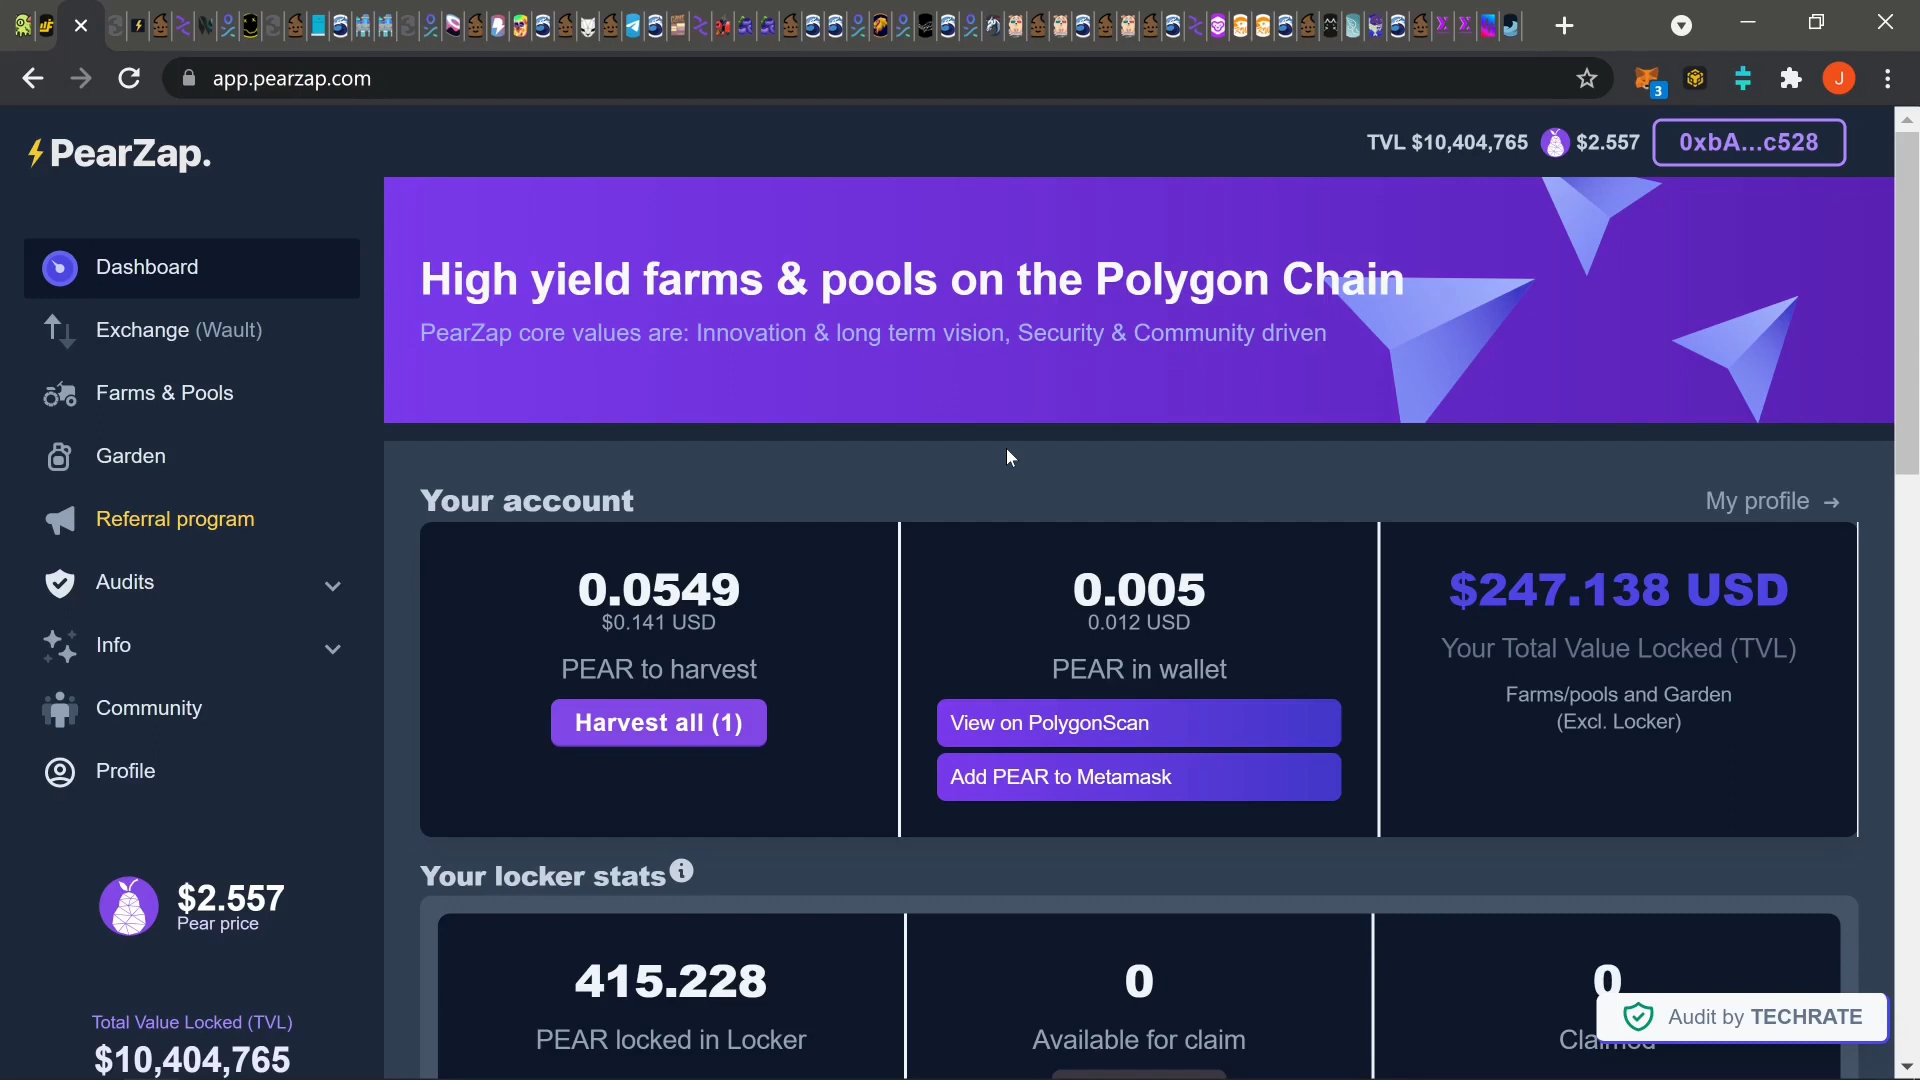 app.pearzap.com
3
J
PearZap.
TVL $10,404,765
$2.557
0xbA...c528
Dashboard
Exchange (Wault)
Farms & Pools
Garden
Referral program
Audits
Info
Community
Profile
$2.557
Pear price
Total Value Locked (TVL)
$10,404,765
High yield farms & pools on the Polygon Chain
PearZap core values are: Innovation & long term vision, Security & Community driven
Your account
My profile →
0.0549
$0.141 USD
PEAR to harvest
Harvest all (1)
0.005
0.012 USD
PEAR in wallet
View on PolygonScan
Add PEAR to Metamask
$247.138 USD
Your Total Value Locked (TVL)
Farms/pools and Garden
(Excl. Locker)
Your locker stats
415.228
PEAR locked in Locker
0
Available for claim
0
Claimed
Audit by TECHRATE